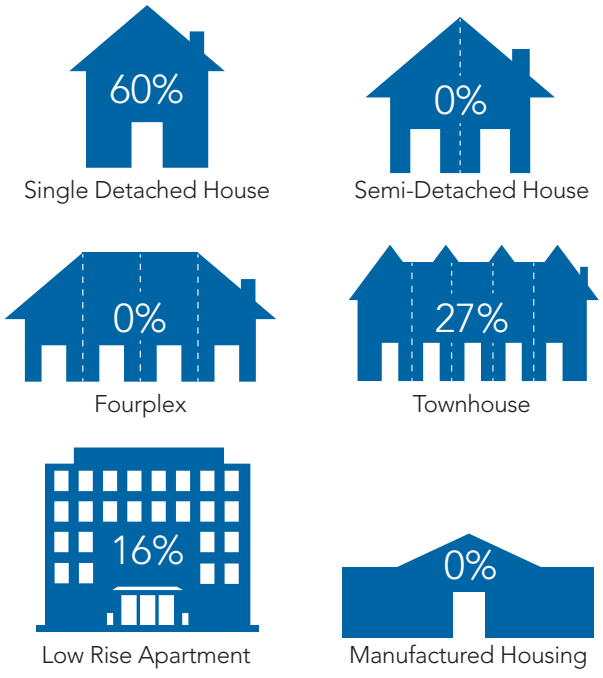 60%
Single Detached House
0%
Semi-Detached House
0%
Fourplex
27%
Townhouse
16%
Low Rise Apartment
0%
Manufactured Housing